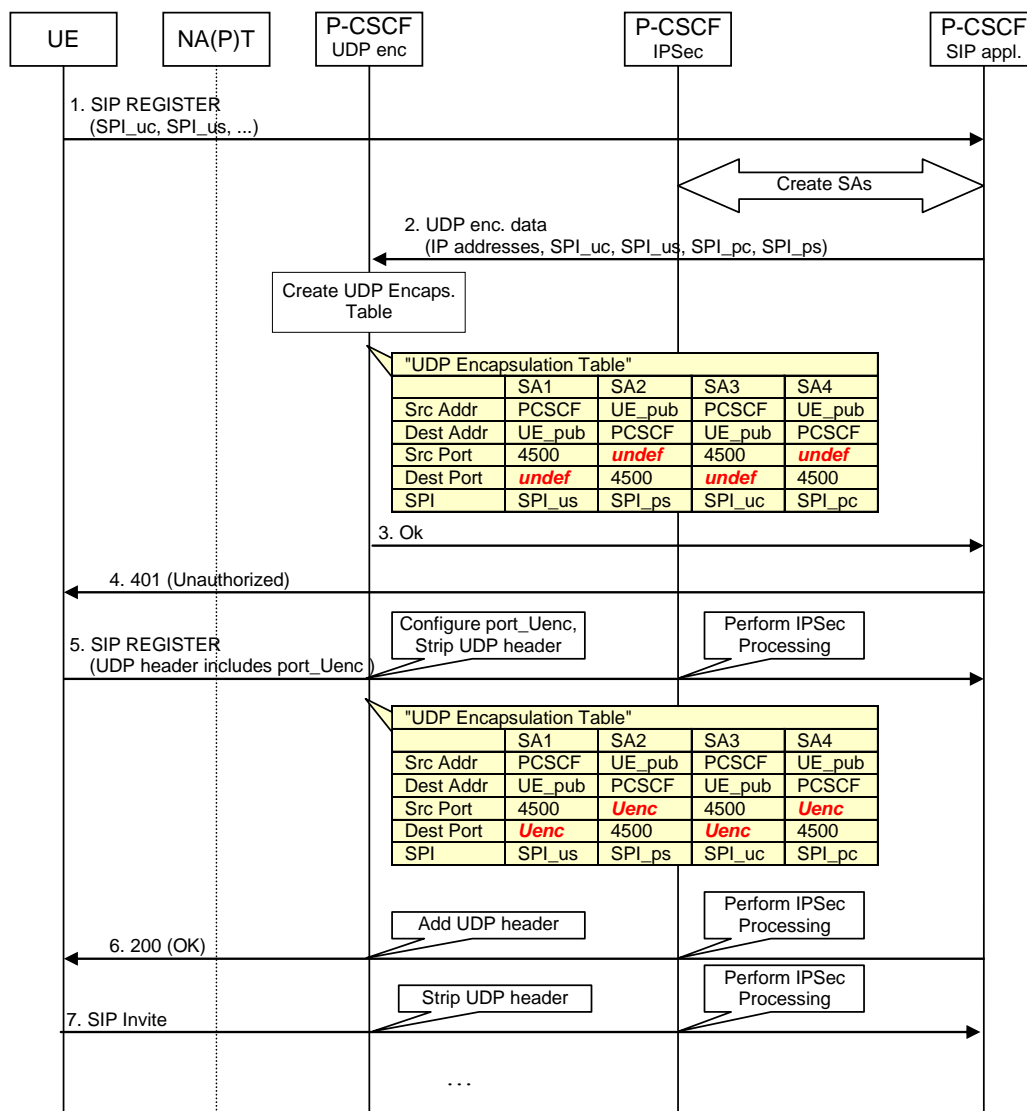 UE
NA(P)T
P-CSCF
UDP enc
P-CSCF
IPSec
P-CSCF
SIP appl.
1. SIP REGISTER
(SPI_uc, SPI_us, ...)
Create SAs
2. UDP enc. data
(IP addresses, SPI_uc, SPI_us, SPI_pc, SPI_ps)
Create UDP Encaps.
Table
"UDP Encapsulation Table"
SA1 SA2 SA3 SA4
Src Addr PCSCF UE_pub PCSCF UE_pub
Dest Addr UE_pub PCSCF UE_pub PCSCF
Src Port 4500 undef 4500 undef
Dest Port undef 4500 undef 4500
SPI SPI_us SPI_ps SPI_uc SPI_pc
3. Ok
4. 401 (Unauthorized)
5. SIP REGISTER
(UDP header includes port_Uenc )
Configure port_Uenc,
Strip UDP header
Perform IPSec
Processing
"UDP Encapsulation Table"
SA1 SA2 SA3 SA4
Src Addr PCSCF UE_pub PCSCF UE_pub
Dest Addr UE_pub PCSCF UE_pub PCSCF
Src Port 4500 Uenc 4500 Uenc
Dest Port Uenc 4500 Uenc 4500
SPI SPI_us SPI_ps SPI_uc SPI_pc
Add UDP header
Perform IPSec
Processing
6. 200 (OK)
Strip UDP header
Perform IPSec
Processing
7. SIP Invite
...